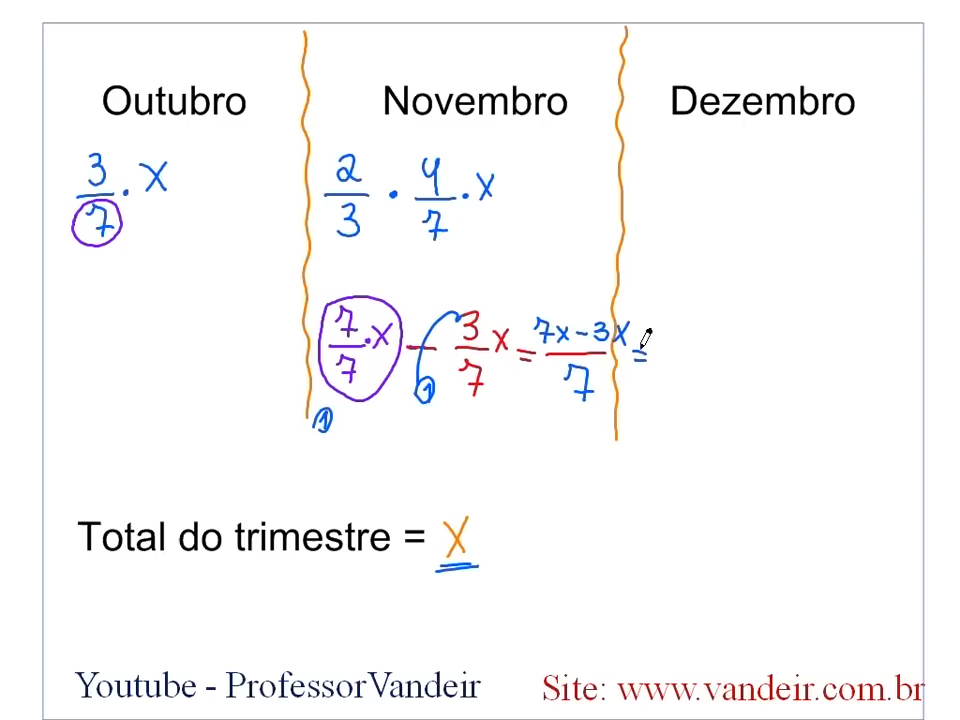 Outubro Novembro Dezembro
3/7 · x 2/3 · 4/7 · x
7/7 · x - 3/7 x = 7x - 3x / 7 =
1 1
Total do trimestre = x
Youtube - ProfessorVandeir Site: www.vandeir.com.br